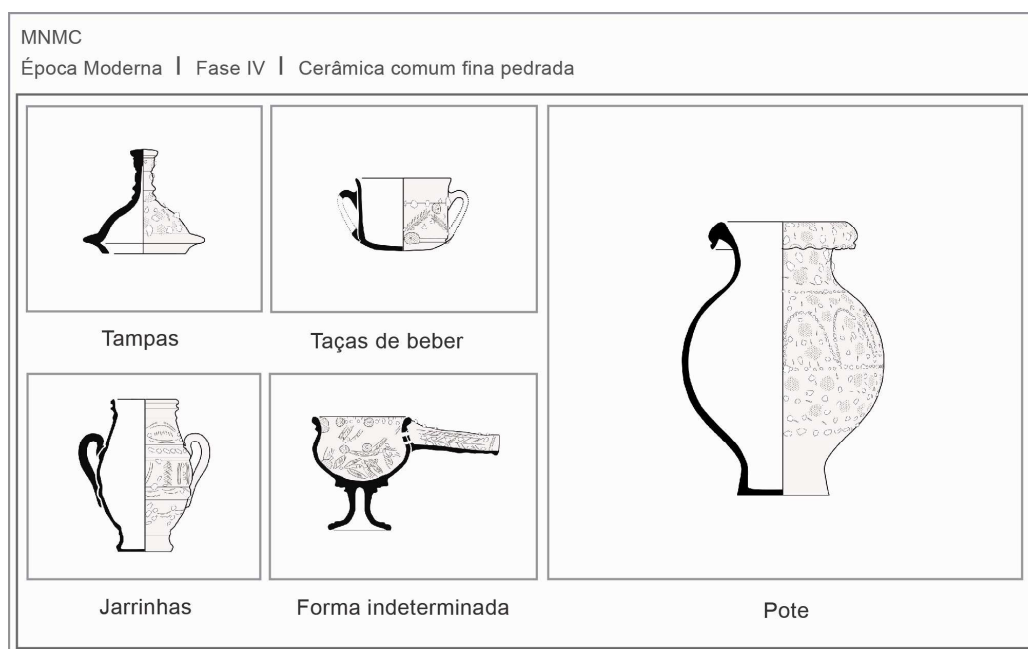 MNMC
Época Moderna | Fase IV | Cerâmica comum fina pedrada
Tampas
Taças de beber
Jarrinhas
Forma indeterminada
Pote